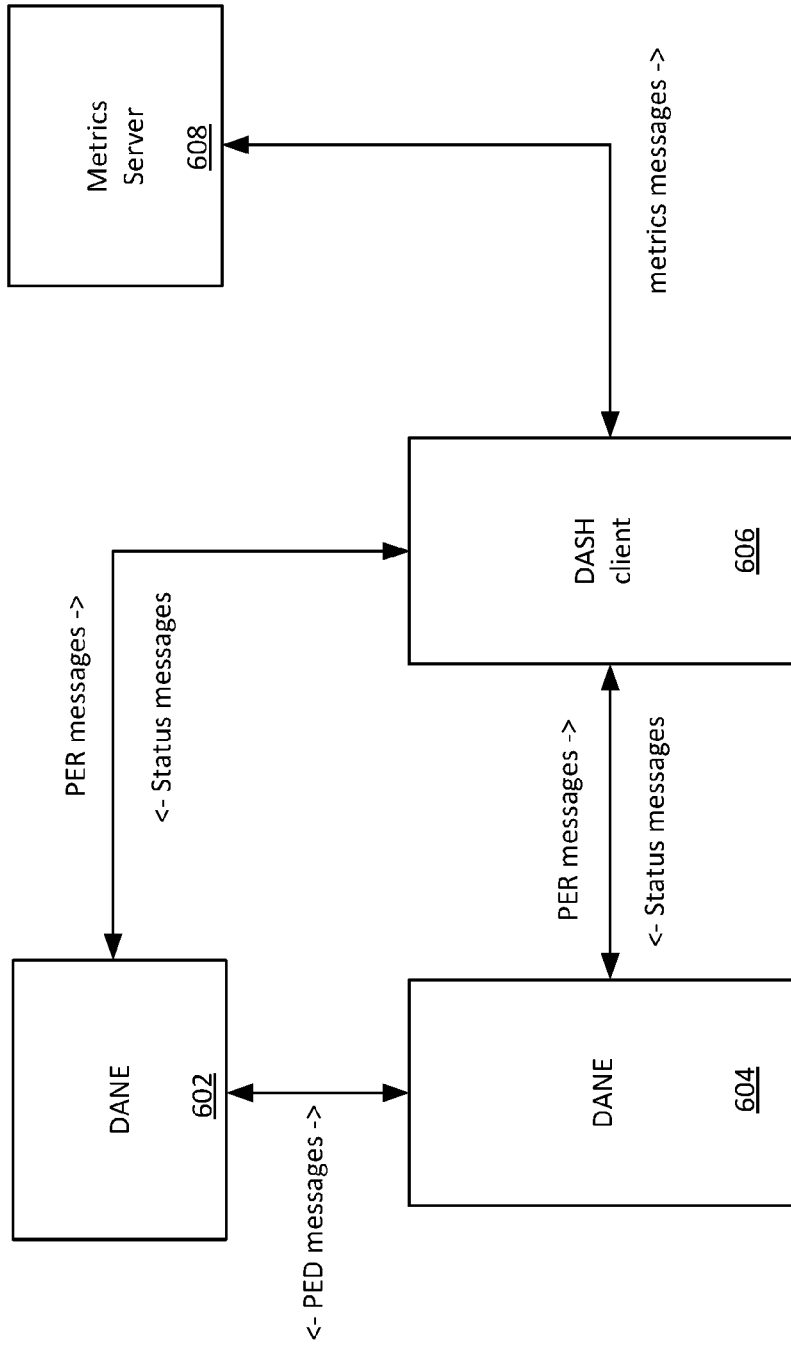 Metrics
Server
608
metrics messages ->
PER messages ->
<- Status messages
DASH
client
606
PER messages ->
<- Status messages
DANE
602
<- PED messages ->
DANE
604